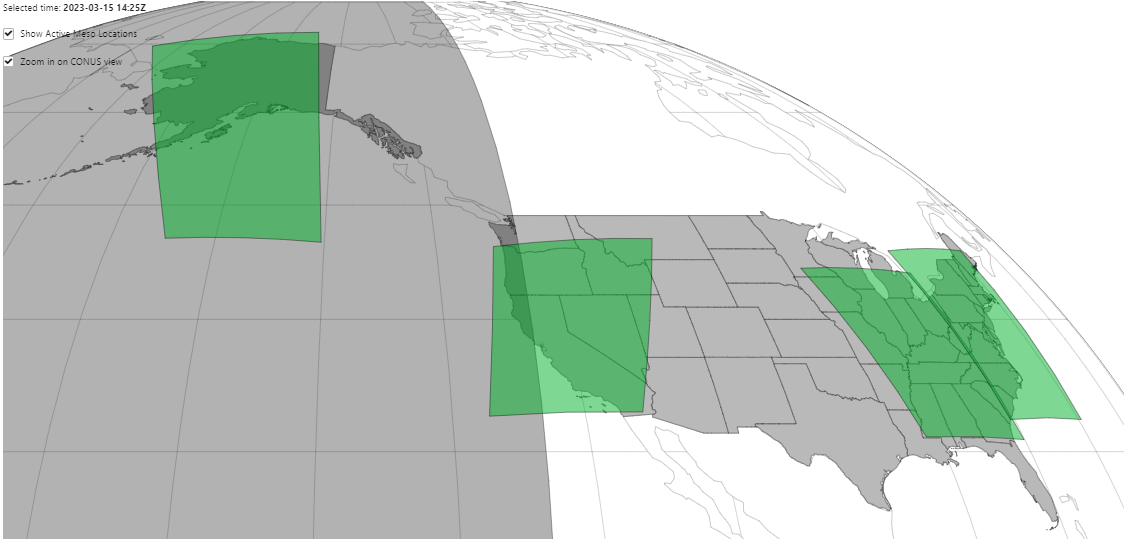 Selected time: 2023-03-15 14:25Z
Show Active Meso Locations
Zoom in on CONUS view